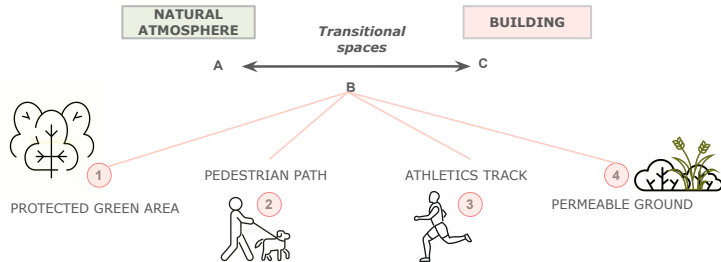 NATURAL
ATMOSPHERE
Transitional
spaces
BUILDING
A
C
B
1
PEDESTRIAN PATH
ATHLETICS TRACK
4
PROTECTED GREEN AREA
2
3
PERMEABLE GROUND